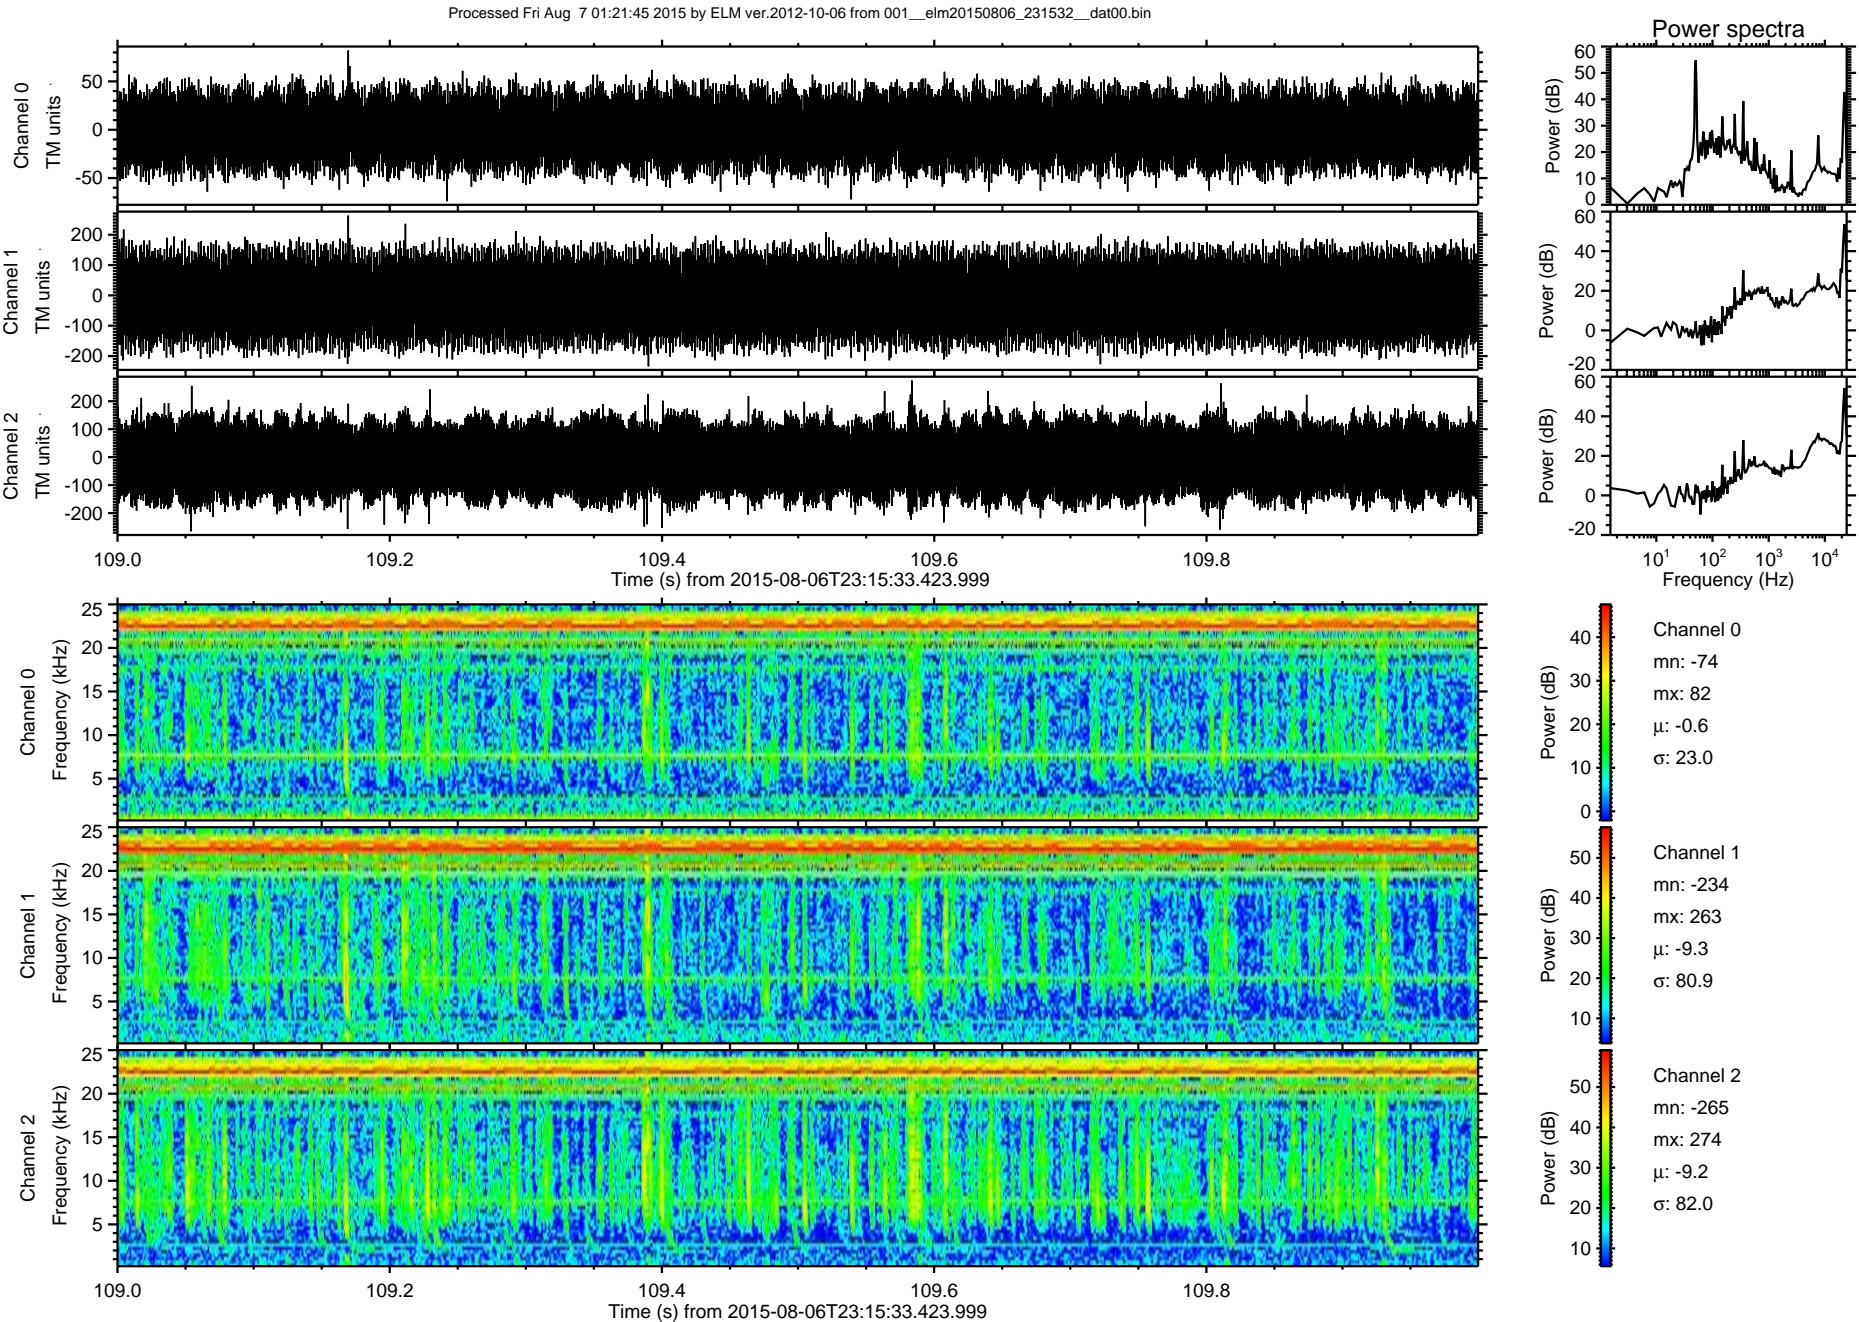 Processed Fri Aug  7 01:21:45 2015 by ELM ver.2012-10-06 from 001__elm20150806_231532__dat00.bin
Power spectra
Channel 0
TM units
50
0
-50
Power (dB)
60
50
40
30
20
10
0
Channel 1
TM units
200
100
0
-100
-200
Power (dB)
60
40
20
0
-20
Channel 2
TM units
200
100
0
-100
-200
Power (dB)
60
40
20
0
-20
109.0 109.2 109.4 109.6 109.8
Time (s) from 2015-08-06T23:15:33.423.999
10¹ 10² 10³ 10⁴
Frequency (Hz)
Channel 0
Frequency (kHz)
25
20
15
10
5
Power (dB)
40
30
20
10
0
Channel 0
mn: -74
mx: 82
μ: -0.6
σ: 23.0
Channel 1
Frequency (kHz)
25
20
15
10
5
Power (dB)
50
40
30
20
10
Channel 1
mn: -234
mx: 263
μ: -9.3
σ: 80.9
Channel 2
Frequency (kHz)
25
20
15
10
5
Power (dB)
50
40
30
20
10
Channel 2
mn: -265
mx: 274
μ: -9.2
σ: 82.0
109.0 109.2 109.4 109.6 109.8
Time (s) from 2015-08-06T23:15:33.423.999